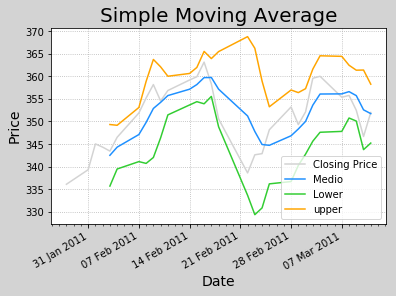 Simple Moving Average
370
365
360
355
350
345
340
335
330
Price
31 Jan 2011
07 Feb 2011
14 Feb 2011
21 Feb 2011
28 Feb 2011
07 Mar 2011
Date
Closing Price
Medio
Lower
upper